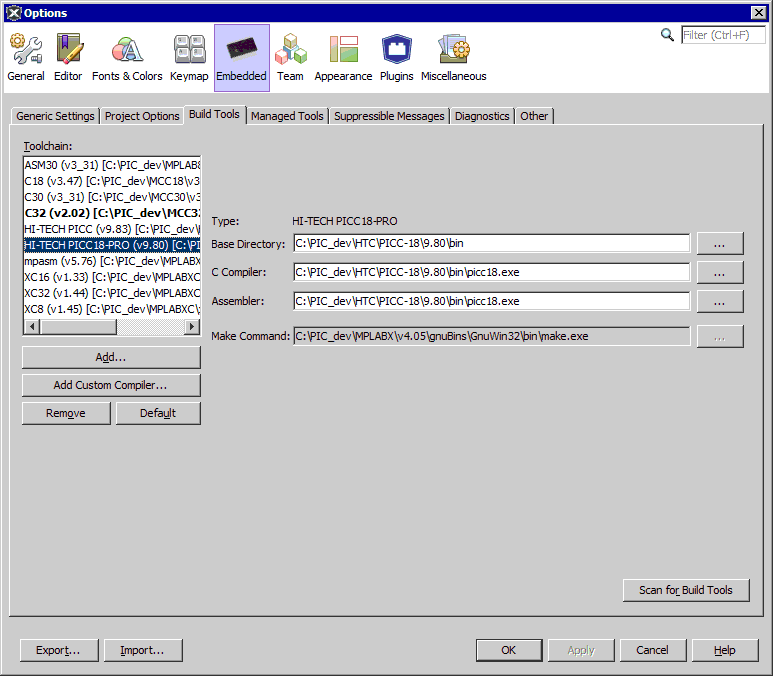 Options
Filter (Ctrl+F)
General Editor Fonts & Colors Keymap Embedded Team Appearance Plugins Miscellaneous
Generic Settings Project Options Build Tools Managed Tools Suppressible Messages Diagnostics Other
Toolchain:
ASM30 (v3_31) [C:\PIC_dev\MPLAB8
C18 (v3.47) [C:\PIC_dev\MCC18\v3
C30 (v3_31) [C:\PIC_dev\MCC30\v3
C32 (v2.02) [C:\PIC_dev\MCC32
HI-TECH PICC (v9.83) [C:\PIC_dev\
HI-TECH PICC18-PRO (v9.80) [C:\PI
mpasm (v5.76) [C:\PIC_dev\MPLABX
XC16 (v1.33) [C:\PIC_dev\MPLABXC
XC32 (v1.44) [C:\PIC_dev\MPLABXC
XC8 (v1.45) [C:\PIC_dev\MPLABXC\
Add...
Add Custom Compiler...
Remove Default
Type: HI-TECH PICC18-PRO
Base Directory: C:\PIC_dev\HTC\PICC-18\9.80\bin ...
C Compiler: C:\PIC_dev\HTC\PICC-18\9.80\bin\picc18.exe ...
Assembler: C:\PIC_dev\HTC\PICC-18\9.80\bin\picc18.exe ...
Make Command: C:\PIC_dev\MPLABX\v4.05\gnuBins\GnuWin32\bin\make.exe ...
Scan for Build Tools
Export... Import... OK Apply Cancel Help